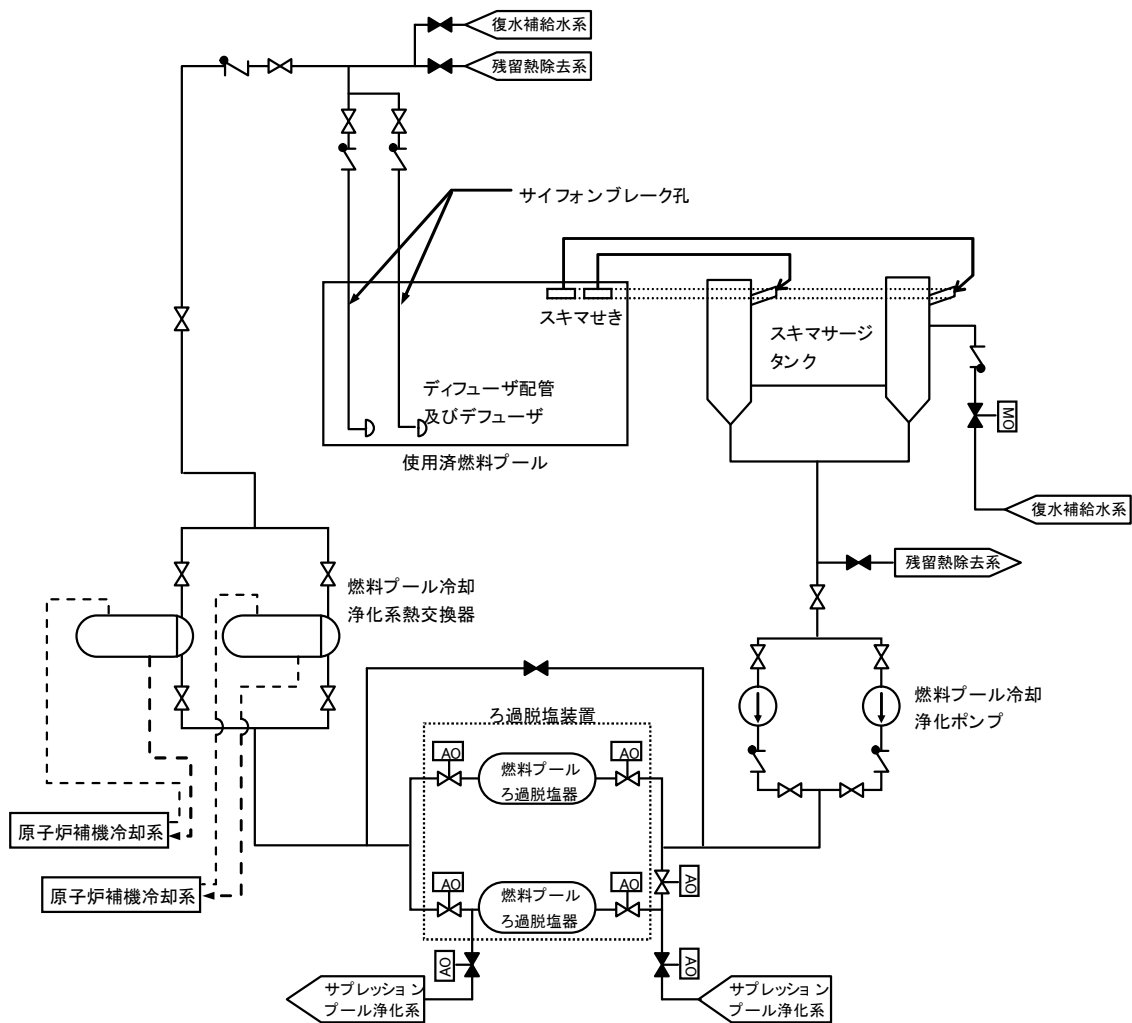 復水補給水系
残留熱除去系
サイフォンブレーク孔
スキマせき
スキマサージ
タンク
ディフューザ配管
及びデフューザ
使用済燃料プール
MO
復水補給水系
残留熱除去系
燃料プール冷却
浄化系熱交換器
燃料プール冷却
浄化ポンプ
ろ過脱塩装置
AO
AO
燃料プール
ろ過脱塩器
原子炉補機冷却系
原子炉補機冷却系
AO
AO
AO
燃料プール
ろ過脱塩器
AO
AO
サプレッション
プール浄化系
サプレッション
プール浄化系